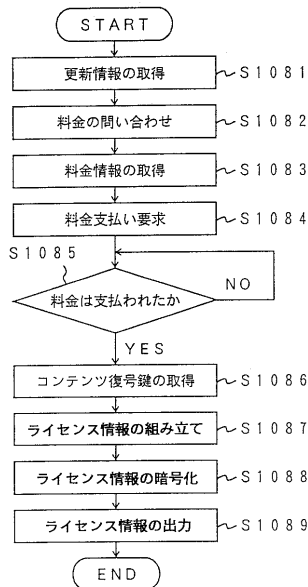 START
更新情報の取得 S1081
料金の問い合わせ S1082
料金情報の取得 S1083
料金支払い要求 S1084
S1085
料金は支払われたか NO
YES
コンテンツ復号鍵の取得 S1086
ライセンス情報の組み立て S1087
ライセンス情報の暗号化 S1088
ライセンス情報の出力 S1089
END